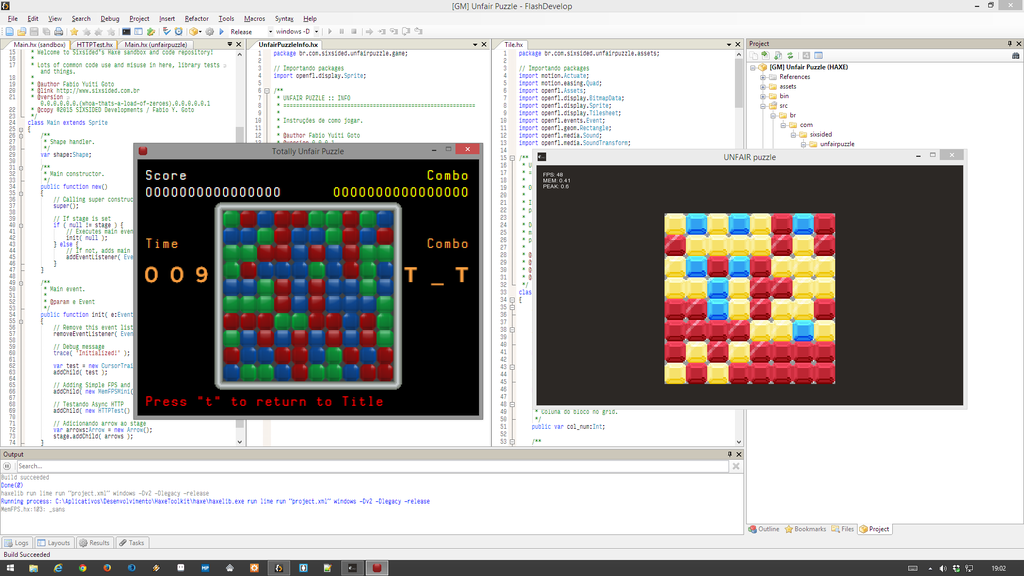 [GM] Unfair Puzzle - FlashDevelop
File Edit View Search Debug Project Insert Refactor Tools Macros Syntax Help
Release windows -D
Main.hx (sandbox) HTTPTest.hx Main.hx (unfairpuzzle)
15 * Welcome to Sixsided's Haxe sandbox and code repository!
16 *
17 * Lots of common code use and misuse in here, library tests
* and things.
*
* @author Fabio Yuiti Goto
* @link http://www.sixsided.com.br
* @version
* 0.0.0.0.0.0.(whoa-thats-a-load-of-zeroes).0.0.0.0.0.1
* @copy ®2015 SIXSIDED Developments / Fabio Y. Goto
*/
class Main extends Sprite
{
/**
* Shape handler.
*/
var shape:Shape;
/**
* Main constructor.
*/
public function new()
{
// Calling super construc
super();
// If stage is set
if ( null != stage ) {
// Executes main even
init( null );
} else {
// If not, adds main
addEventListener( Even
}
}
/**
* Main event.
*
* @param e Event
*/
public function init( e:Even
{
// Remove this event list
removeEventListener( Even
// Debug message
trace( 'Initialized!' );
var test = new CursorTrai
addChild( test );
// Adding Simple FPS and
addChild( new MemFPSMini(
// Testando Async HTTP
addChild( new HTTPTest()
// Adicionando arrow ao stage
var arrows:Arrow = new Arrow();
stage.addChild( arrows );
}
UnfairPuzzleInfo.hx
package br.com.sixsided.unfairpuzzle.game;
// Importando packages
import openfl.display.Sprite;
/**
* UNFAIR PUZZLE :: INFO
* Instruções de como jogar.
*
* @author Fabio Yuiti Goto
Tile.hx
package br.com.sixsided.unfairpuzzle.assets;
// Importando packages
import motion.Actuate;
import motion.easing.Quad;
import openfl.Assets;
import openfl.display.BitmapData;
import openfl.display.Sprite;
import openfl.display.Tilesheet;
import openfl.events.Event;
import openfl.geom.Rectangle;
import openfl.media.Sound;
import openfl.media.SoundTransform;
* Coluna do bloco no grid.
*/
public var col_num:Int;
/**
Project
[GM] Unfair Puzzle (HAXE)
References
assets
bin
src
br
com
sixsided
unfairpuzzle
Totally Unfair Puzzle
Score Combo
0000000000000000 0000000000000000
Time Combo
009 T_T
Press "t" to return to Title
UNFAIR puzzle
FPS: 48
MEM: 0.41
PEAK: 0.6
Output
Search...
Build succeeded
Done(0)
haxelib run lime run "project.xml" windows -Dv2 -Dlegacy -release
Running process: C:\Aplicativos\Desenvolvimento\HaxeToolkit\haxe\haxelib.exe run lime run "project.xml" windows -Dv2 -Dlegacy -release
MemFPS.hx:103: _sans
Outline Bookmarks Files Project
Logs Layouts Results Tasks
Build Succeeded
19:02